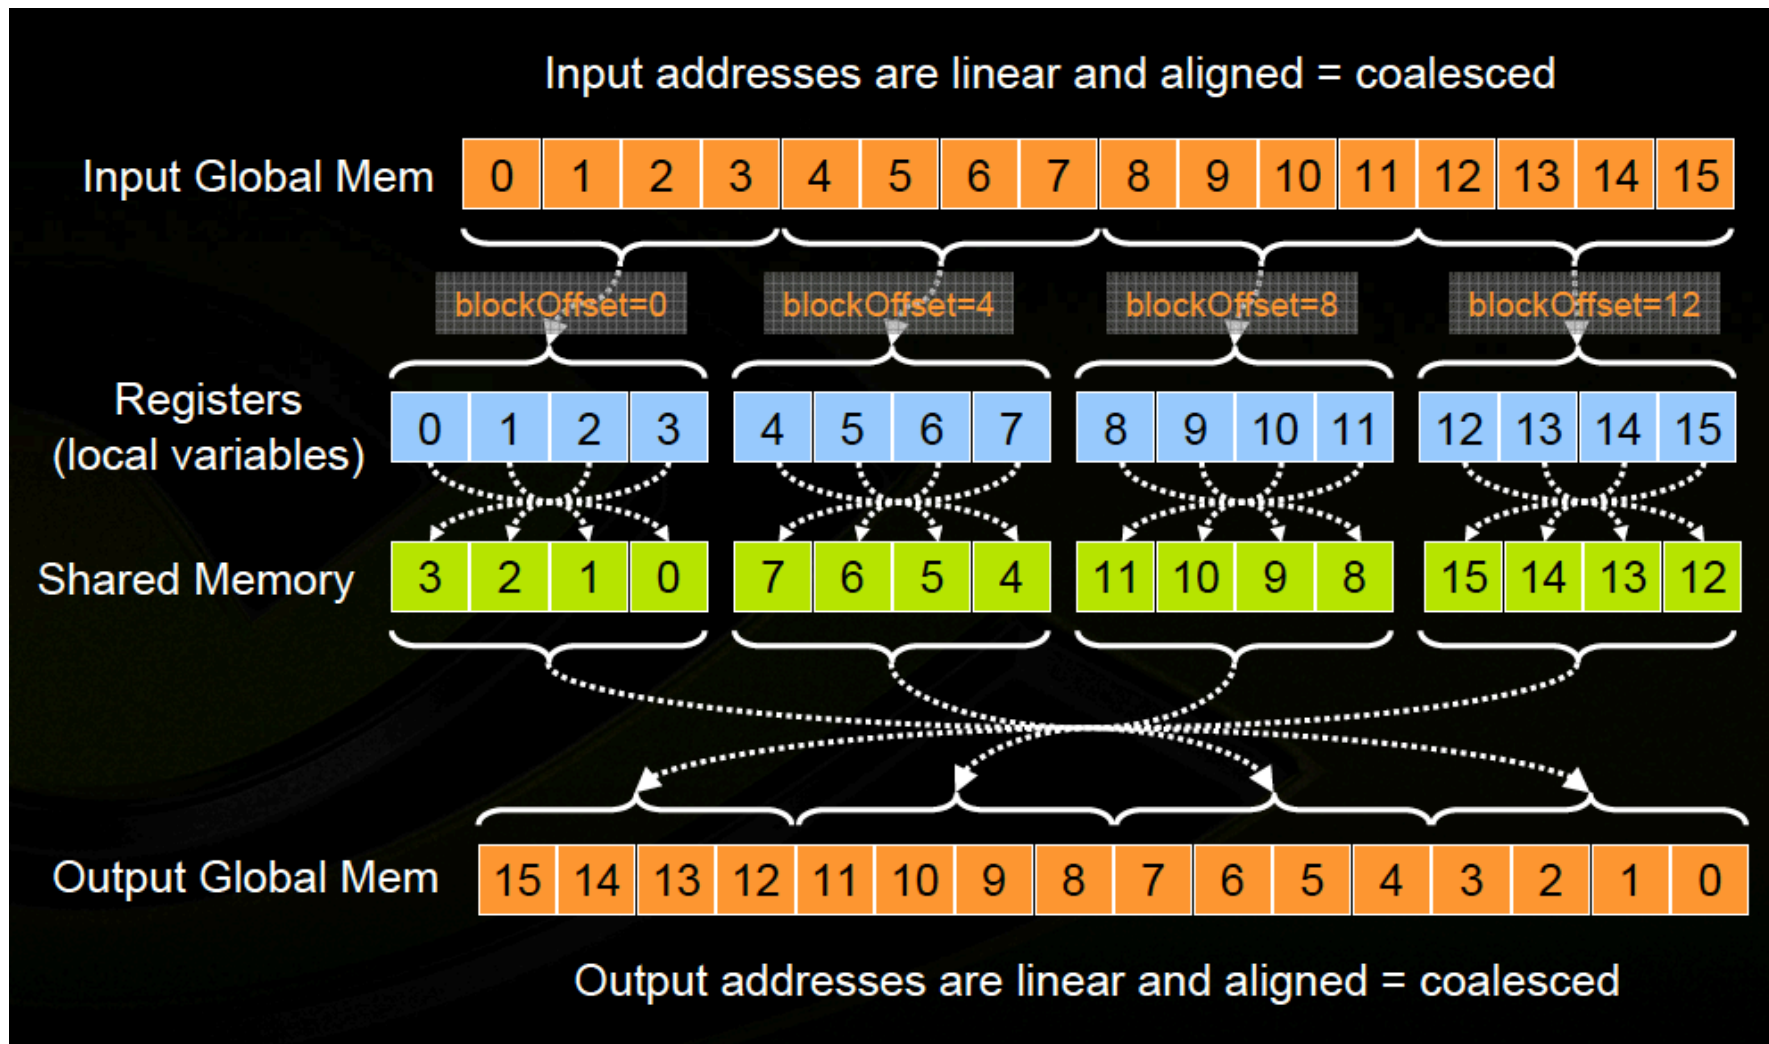 Input addresses are linear and aligned = coalesced
Input Global Mem 0 1 2 3 4 5 6 7 8 9 10 11 12 13 14 15
blockOffset=0 blockOffset=4 blockOffset=8 blockOffset=12
Registers
(local variables)
0 1 2 3 4 5 6 7 8 9 10 11 12 13 14 15
Shared Memory 3 2 1 0 7 6 5 4 11 10 9 8 15 14 13 12
Output Global Mem 15 14 13 12 11 10 9 8 7 6 5 4 3 2 1 0
Output addresses are linear and aligned = coalesced